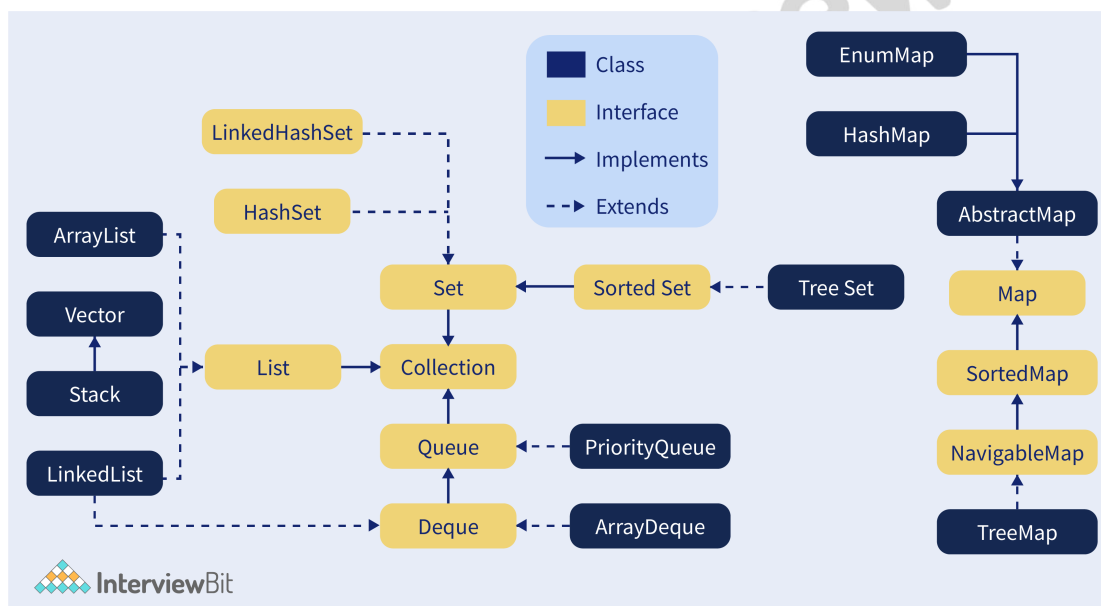 Class
Interface
Implements
Extends
EnumMap
HashMap
AbstractMap
Map
SortedMap
NavigableMap
TreeMap
LinkedHashSet
HashSet
ArrayList
Vector
Stack
LinkedList
List
Set
Sorted Set
Tree Set
Collection
Queue
PriorityQueue
Deque
ArrayDeque
InterviewBit